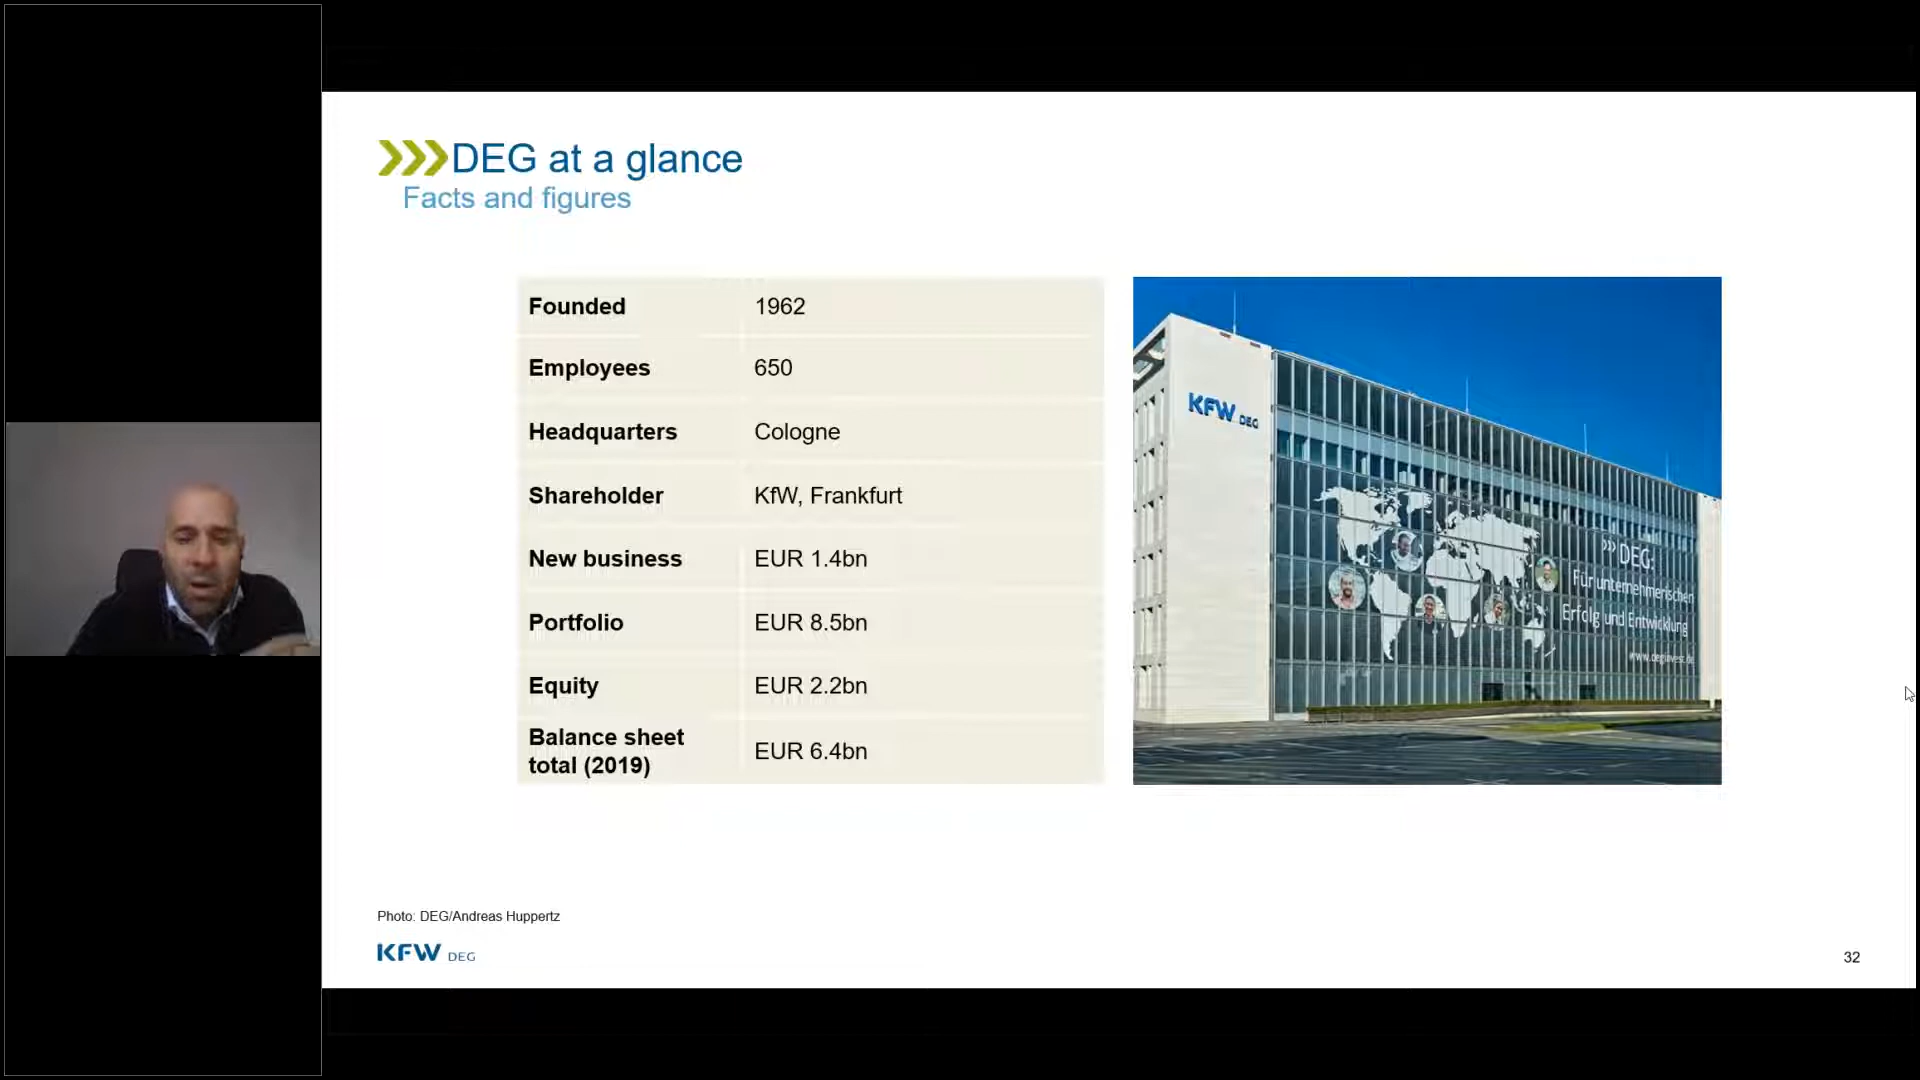 DEG at a glance
Facts and figures
Founded 1962
Employees 650
Headquarters Cologne
Shareholder KfW, Frankfurt
New business EUR 1.4bn
Portfolio EUR 8.5bn
Equity EUR 2.2bn
Balance sheet
total (2019) EUR 6.4bn
KFW DEG
DEG:
Für unternehmerischen
Erfolg und Entwicklung
www.deginvest.de
Photo: DEG/Andreas Huppertz
KFW DEG
32